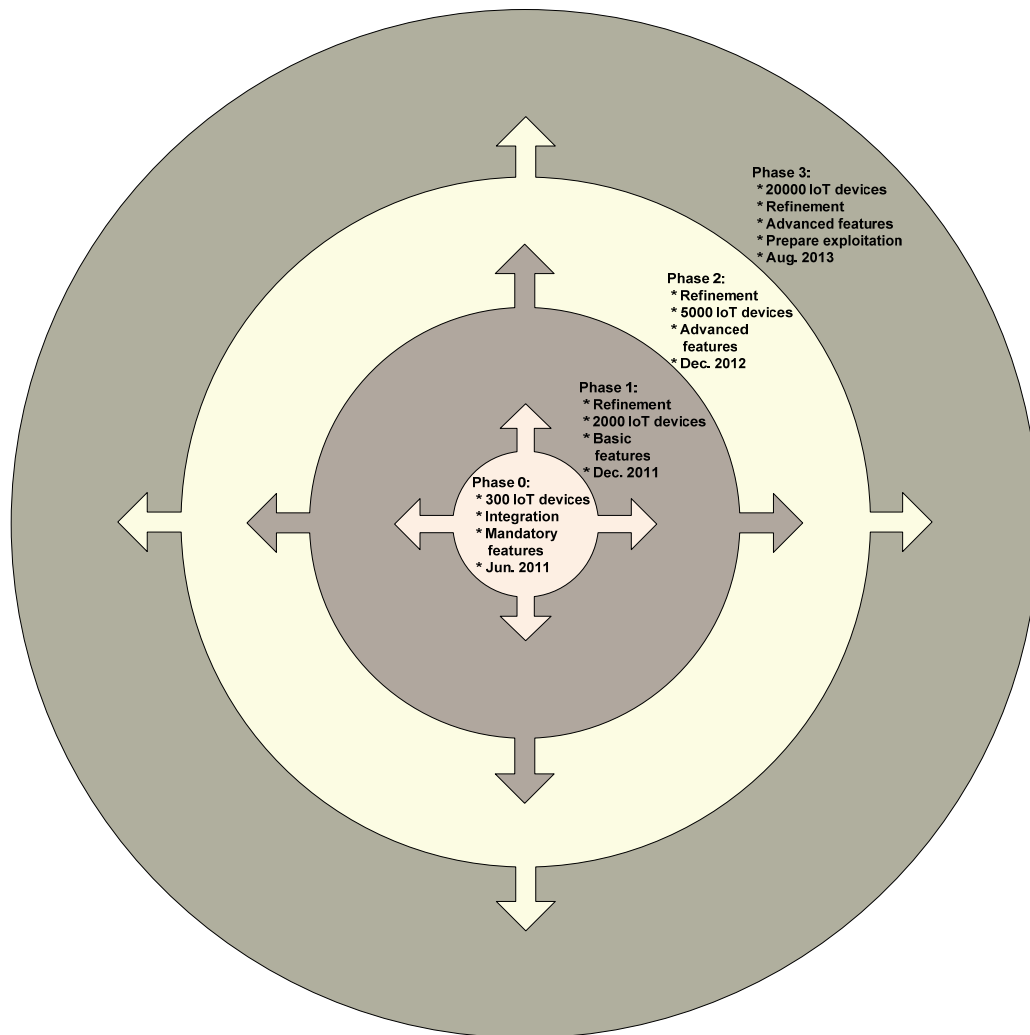 Phase 3:
* 20000 IoT devices
* Refinement
* Advanced features
* Prepare exploitation
* Aug. 2013
Phase 2:
* Refinement
* 5000 IoT devices
* Advanced
features
* Dec. 2012
Phase 1:
* Refinement
* 2000 IoT devices
* Basic
features
* Dec. 2011
Phase 0:
* 300 IoT devices
* Integration
* Mandatory
features
* Jun. 2011